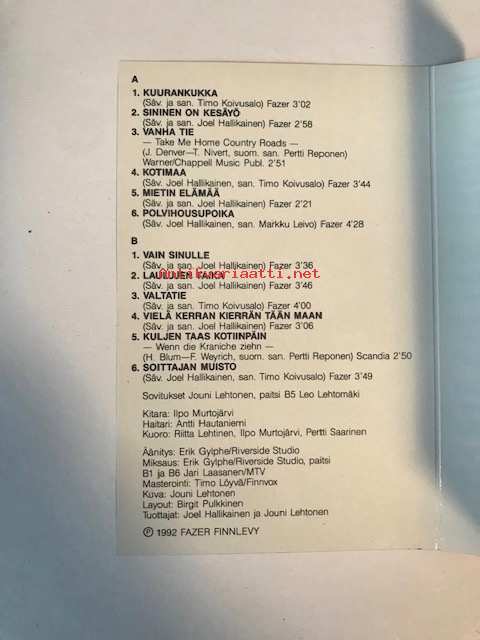 A
1. KUURANKUKKA
(Säv. ja san. Timo Koivusalo) Fazer 3'02
2. SININEN ON KESÄYÖ
(Säv. ja san. Joel Hallikainen) Fazer 2'58
3. VANHA TIE
— Take Me Home Country Roads —
(J. Denver—T. Nivert, suom. san. Pertti Reponen)
Warner/Chappell Music Publ. 2'51
4. KOTIMAA
(Säv. Joel Hallikainen, san. Timo Koivusalo) Fazer 3'44
5. MIETIN ELÄMÄÄ
(Säv. ja san. Joel Hallikainen) Fazer 2'21
6. POLVIHOUSUPOIKA
(Säv. Joel Hallikainen, san. Markku Leivo) Fazer 4'28
B
1. VAIN SINULLE
(Säv. ja san. Joel Hallikainen) Fazer 3'36
Antikvariaatti.net
2. LAULUJEN TAIKA
(Säv. ja san. Joel Hallikainen) Fazer 3'46
3. VALTATIE
(Säv. ja san. Timo Koivusalo) Fazer 4'00
4. VIELÄ KERRAN KIERRÄN TÄÄN MAAN
(Säv. ja san. Joel Hallikainen) Fazer 3'06
5. KULJEN TAAS KOTIINPÄIN
— Wenn die Kraniche ziehn —
(H. Blum—F. Weyrich, suom. san. Pertti Reponen) Scandia 2'50
6. SOITTAJAN MUISTO
(Säv. Joel Hallikainen, san. Timo Koivusalo) Fazer 3'49
Sovitukset Jouni Lehtonen, paitsi B5 Leo Lehtomäki
Kitara: Ilpo Murtojärvi
Haitari: Antti Hautaniemi
Kuoro: Riitta Lehtinen, Ilpo Murtojärvi, Pertti Saarinen
Äänitys: Erik Gylphe/Riverside Studio
Miksaus: Erik Gylphe/Riverside Studio, paitsi
B1 ja B6 Jari Laasanen/MTV
Masterointi: Timo Löyvä/Finnvox
Kuva: Jouni Lehtonen
Layout: Birgit Pulkkinen
Tuottajat: Joel Hallikainen ja Jouni Lehtonen
Ⓟ 1992 FAZER FINNLEVY